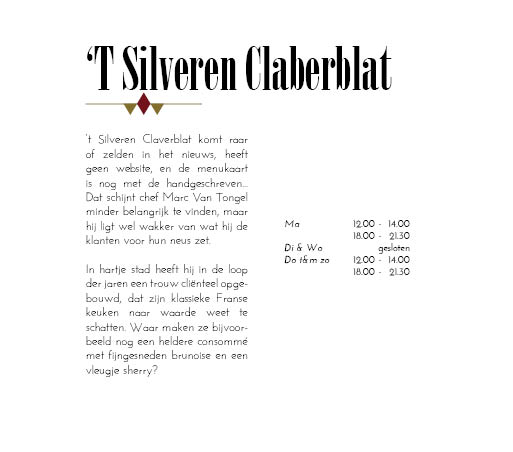 ‘T Silveren Claberblat
't Silveren Claverblat komt raar
of zelden in het nieuws, heeft
geen website, en de menukaart
is nog met de handgeschreven...
Dat schijnt chef Marc Van Tongel
minder belangrijk te vinden, maar
hij ligt wel wakker van wat hij de
klanten voor hun neus zet.
In hartje stad heeft hij in de loop
der jaren een trouw cliënteel opge-
bouwd, dat zijn klassieke Franse
keuken naar waarde weet te
schatten. Waar maken ze bijvoor-
beeld nog een heldere consommé
met fijngesneden brunoise en een
vleugje sherry?
Ma 12.00 - 14.00
18.00 - 21.30
Di & Wo gesloten
Do t&m zo 12.00 - 14.00
18.00 - 21.30